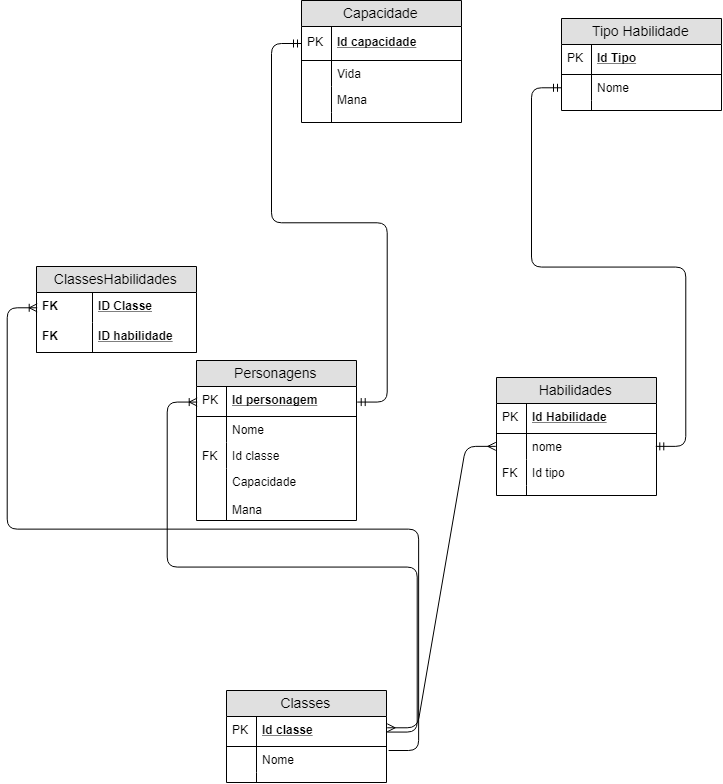 Capacidade
PK Id capacidade
Vida
Mana
Tipo Habilidade
PK Id Tipo
Nome
ClassesHabilidades
FK ID Classe
FK ID habilidade
Personagens
PK Id personagem
Nome
FK Id classe
Capacidade
Mana
Habilidades
PK Id Habilidade
nome
FK Id tipo
Classes
PK Id classe
Nome